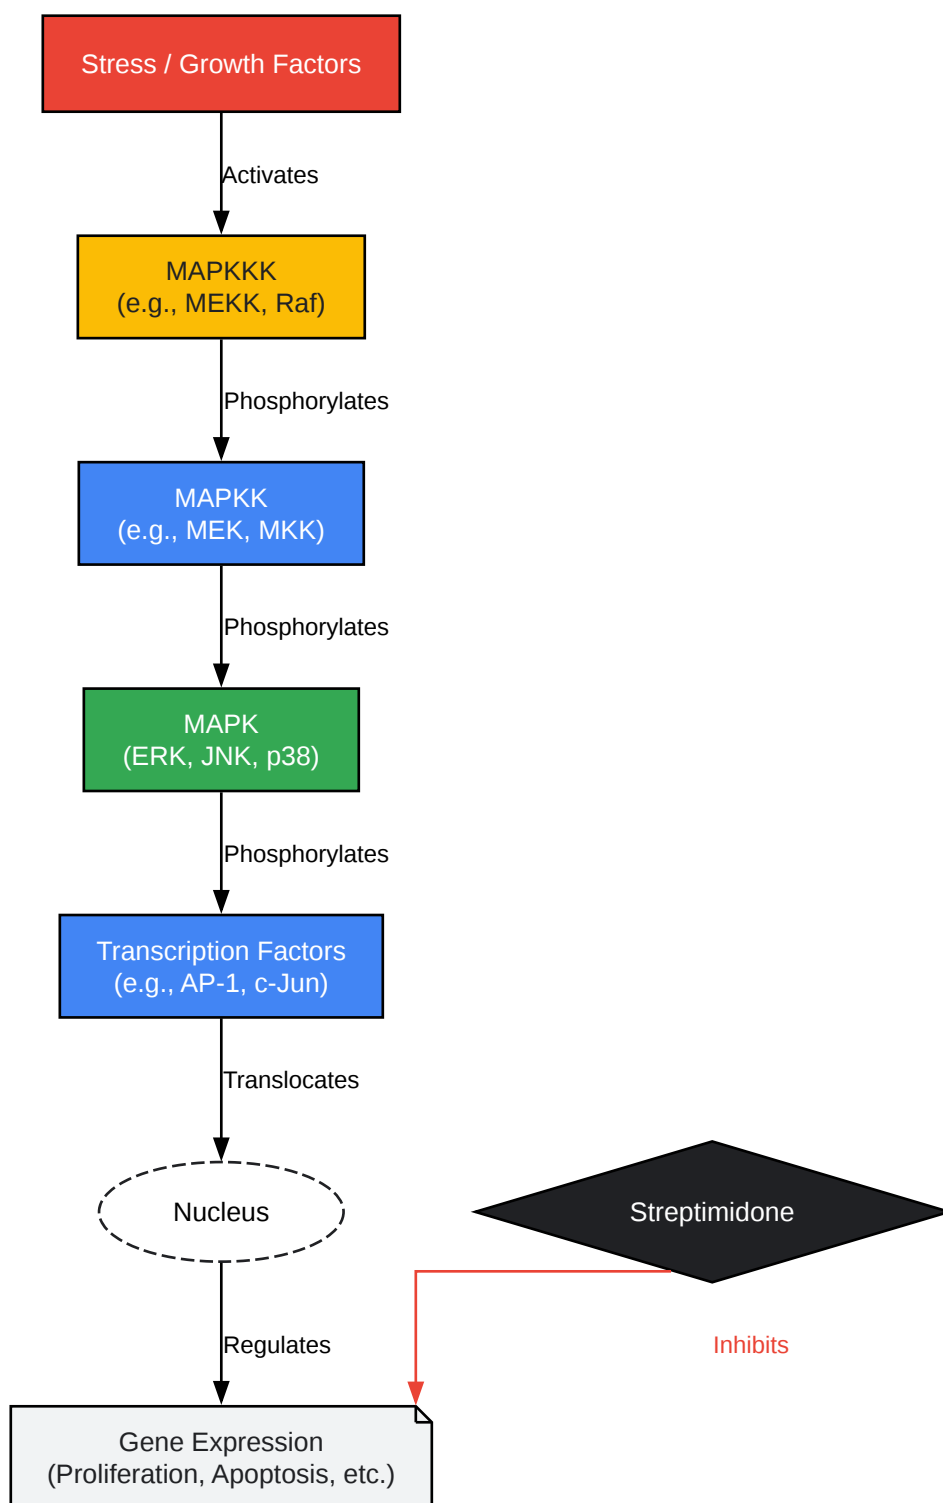 Stress / Growth Factors
Activates
MAPKKK
(e.g., MEKK, Raf)
Phosphorylates
MAPKK
(e.g., MEK, MKK)
Phosphorylates
MAPK
(ERK, JNK, p38)
Phosphorylates
Transcription Factors
(e.g., AP-1, c-Jun)
Translocates
Nucleus
Streptimidone
Regulates
Inhibits
Gene Expression
(Proliferation, Apoptosis, etc.)